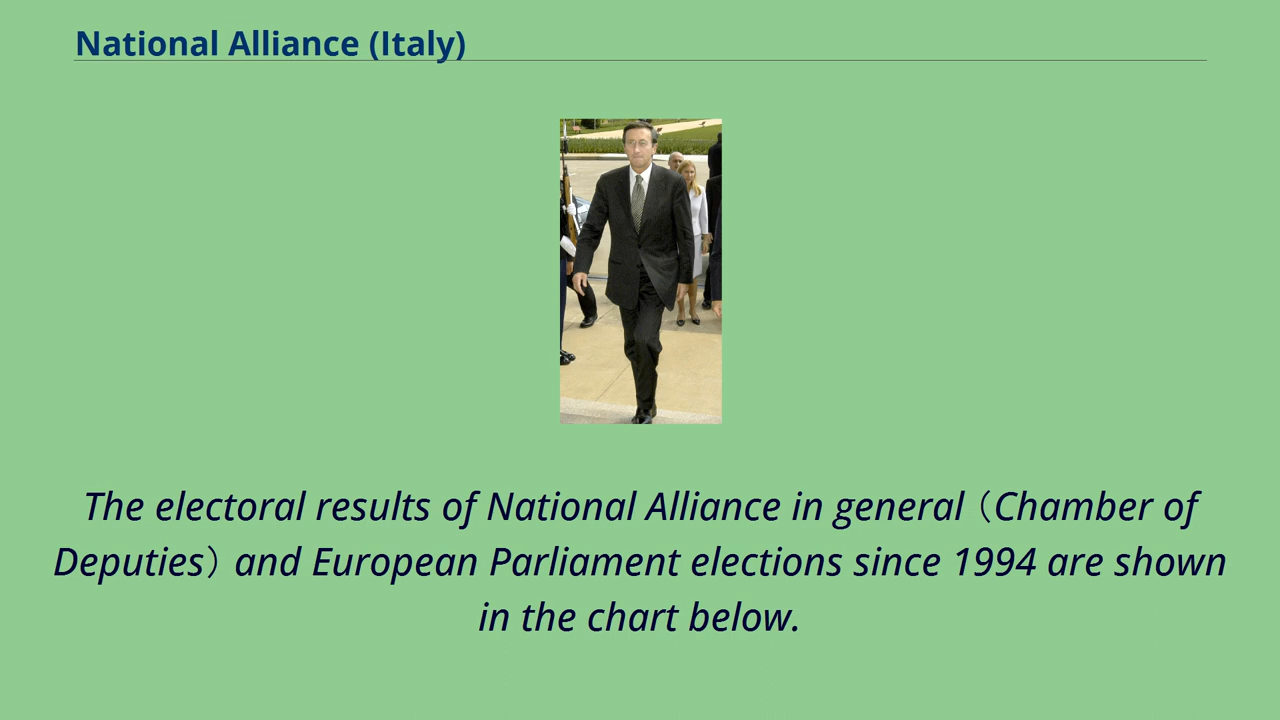 National Alliance (Italy)
The electoral results of National Alliance in general（Chamber of
Deputies）and European Parliament elections since 1994 are shown
in the chart below.